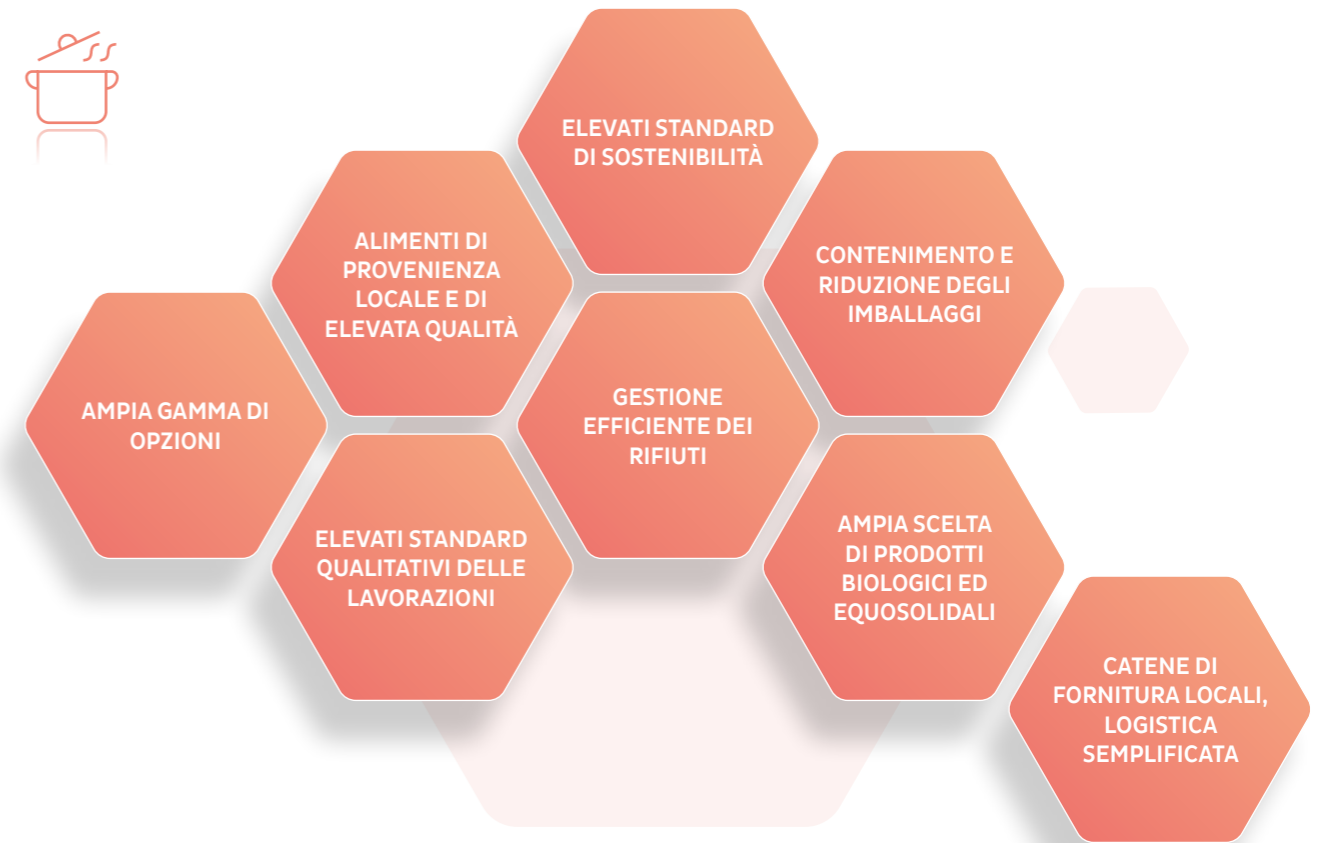 ELEVATI STANDARD
DI SOSTENIBILITÀ
ALIMENTI DI
PROVENIENZA
LOCALE E DI
ELEVATA QUALITÀ
CONTENIMENTO E
RIDUZIONE DEGLI
IMBALLAGGI
AMPIA GAMMA DI
OPZIONI
GESTIONE
EFFICIENTE DEI
RIFIUTI
ELEVATI STANDARD
QUALITATIVI DELLE
LAVORAZIONI
AMPIA SCELTA
DI PRODOTTI
BIOLOGICI ED
EQUOSOLIDALI
CATENE DI
FORNITURA LOCALI,
LOGISTICA
SEMPLIFICATA